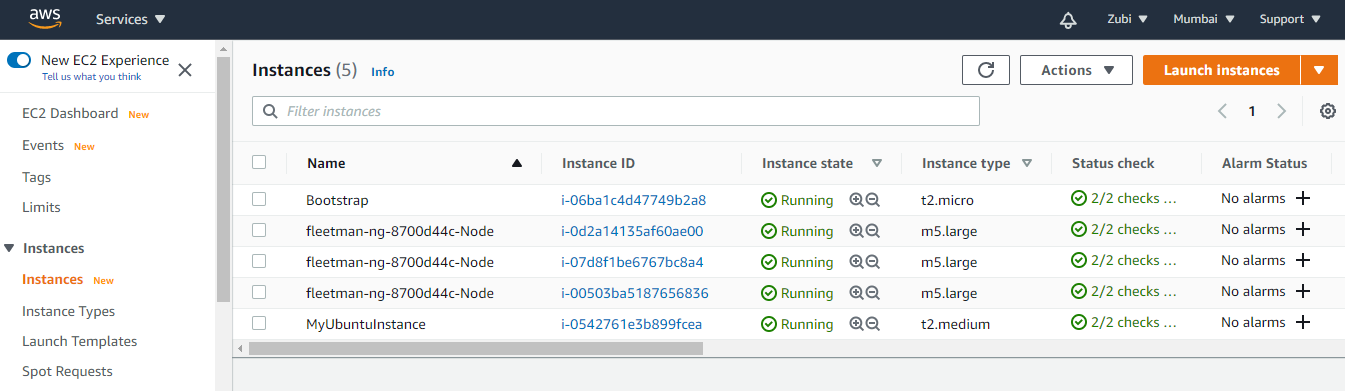 aws Services Zubi Mumbai Support
New EC2 Experience
Tell us what you think
EC2 Dashboard New
Events New
Tags
Limits
Instances
Instances New
Instance Types
Launch Templates
Spot Requests
Instances (5) Info Actions Launch instances
Filter instances 1
Name Instance ID Instance state Instance type Status check Alarm Status
Bootstrap i-06ba1c4d47749b2a8 Running t2.micro 2/2 checks ... No alarms +
fleetman-ng-8700d44c-Node i-0d2a14135af60ae00 Running m5.large 2/2 checks ... No alarms +
fleetman-ng-8700d44c-Node i-07d8f1be6767bc8a4 Running m5.large 2/2 checks ... No alarms +
fleetman-ng-8700d44c-Node i-00503ba5187656836 Running m5.large 2/2 checks ... No alarms +
MyUbuntuInstance i-0542761e3b899fcea Running t2.medium 2/2 checks ... No alarms +